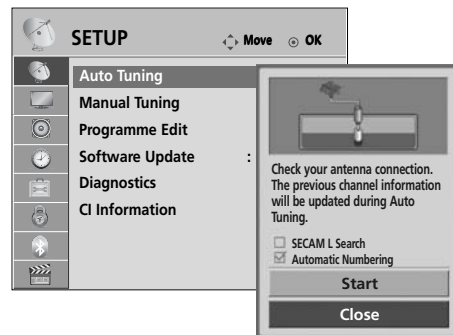 SETUP
Move OK
Auto Tuning
Manual Tuning
Programme Edit
Software Update :
Diagnostics
CI Information
Check your antenna connection.
The previous channel information
will be updated during Auto
Tuning.
SECAM L Search
Automatic Numbering
Start
Close